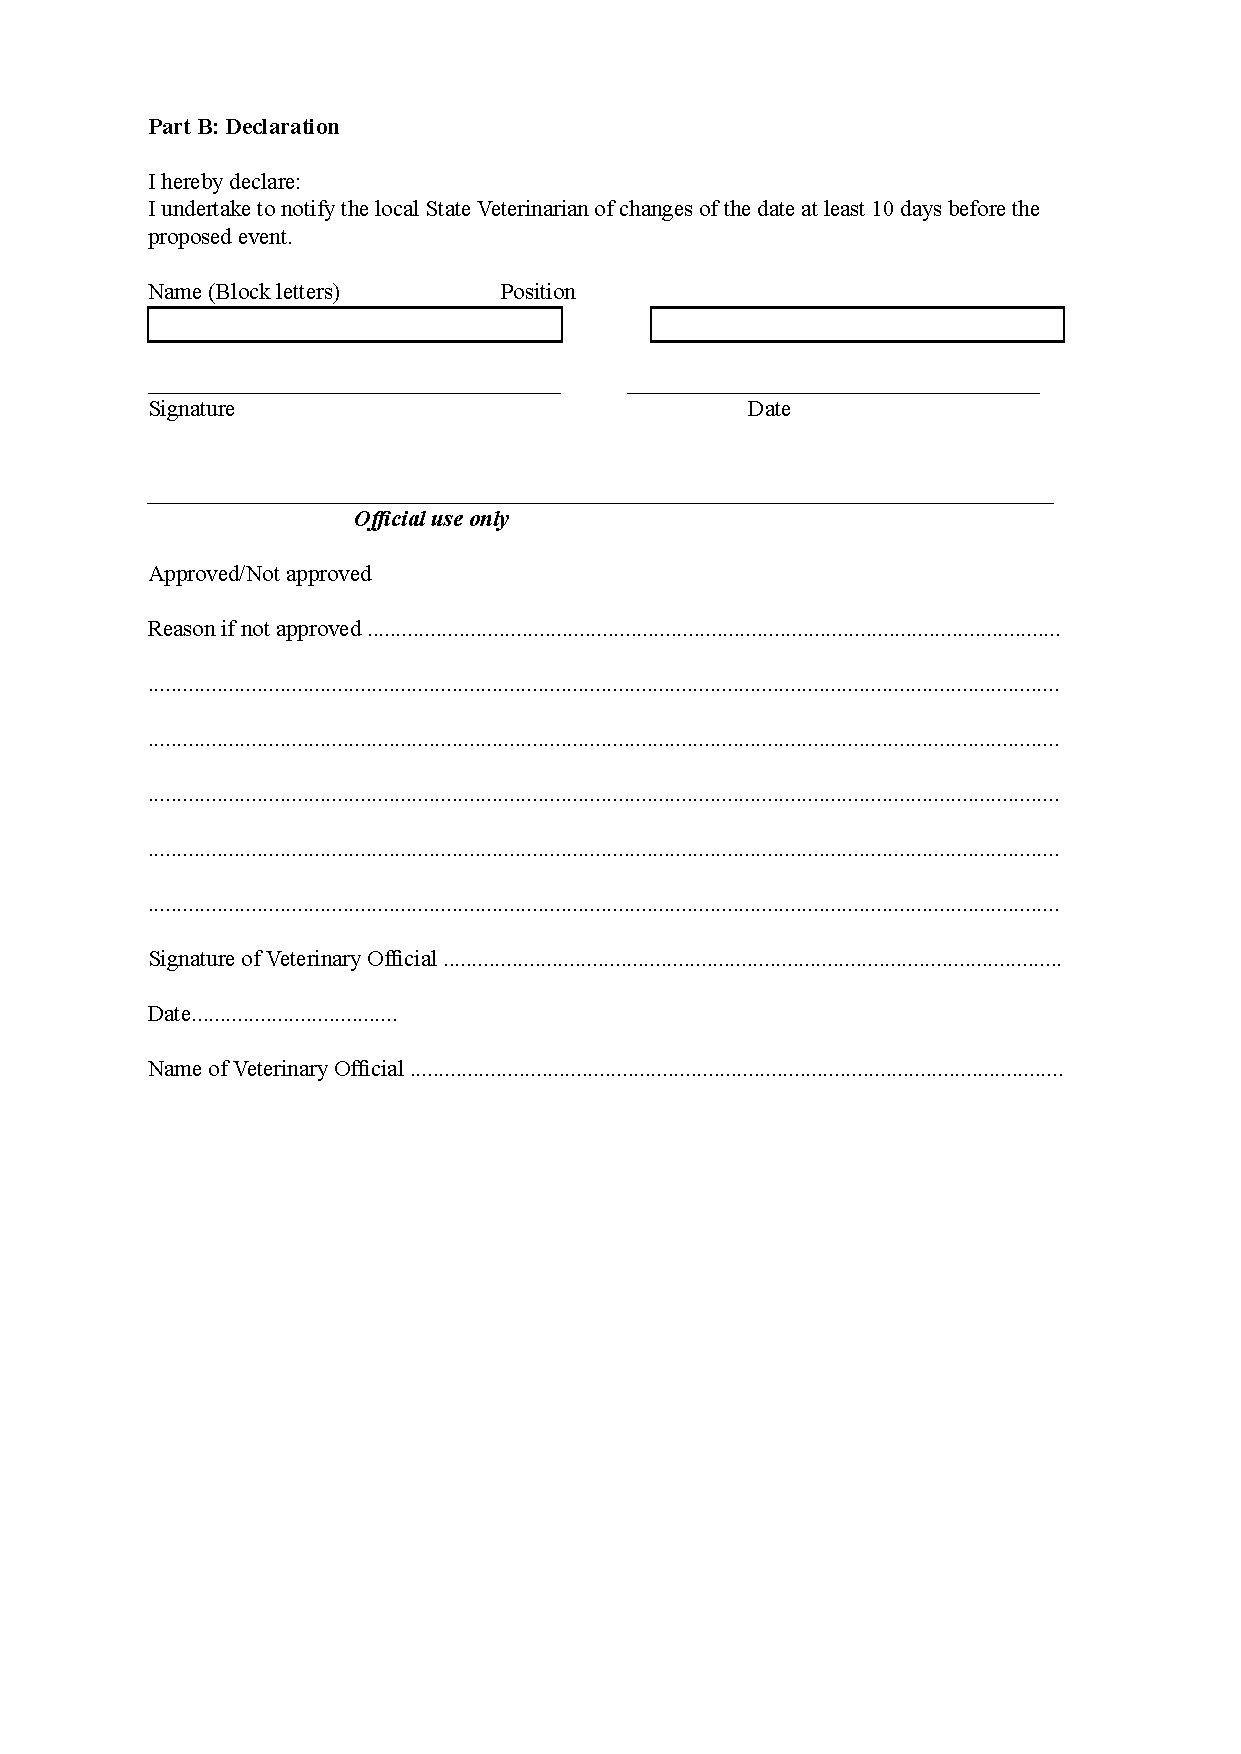 Part B: Declaration
I hereby declare:
I undertake to notify the local State Veterinarian of changes of the date at least 10 days before the
proposed event.
Name (Block letters) Position
Signature Date
Official use only
Approved/Not approved
Reason if not approved ..........................................................................................................................
................................................................................................................................................................
................................................................................................................................................................
................................................................................................................................................................
................................................................................................................................................................
................................................................................................................................................................
Signature of Veterinary Official ............................................................................................................
Date....................................
Name of Veterinary Official ..................................................................................................................